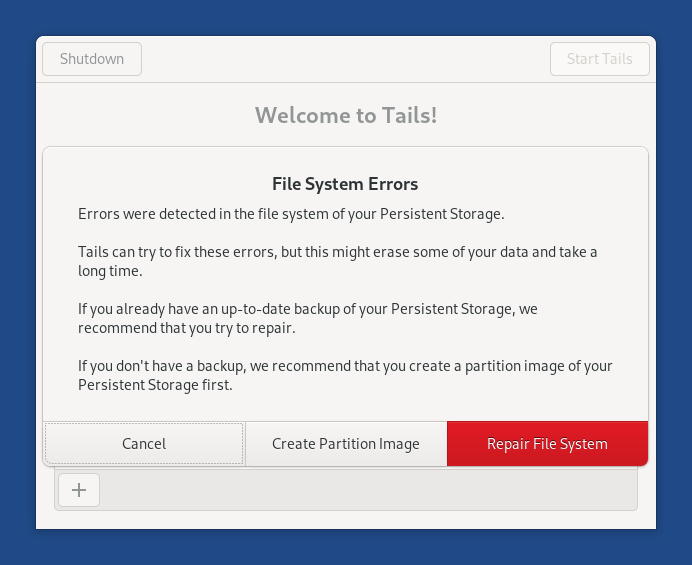 Shutdown
Start Tails
Welcome to Tails!
File System Errors
Errors were detected in the file system of your Persistent Storage.
Tails can try to fix these errors, but this might erase some of your data and take a
long time.
If you already have an up-to-date backup of your Persistent Storage, we
recommend that you try to repair.
If you don't have a backup, we recommend that you create a partition image of your
Persistent Storage first.
Cancel
Create Partition Image
Repair File System